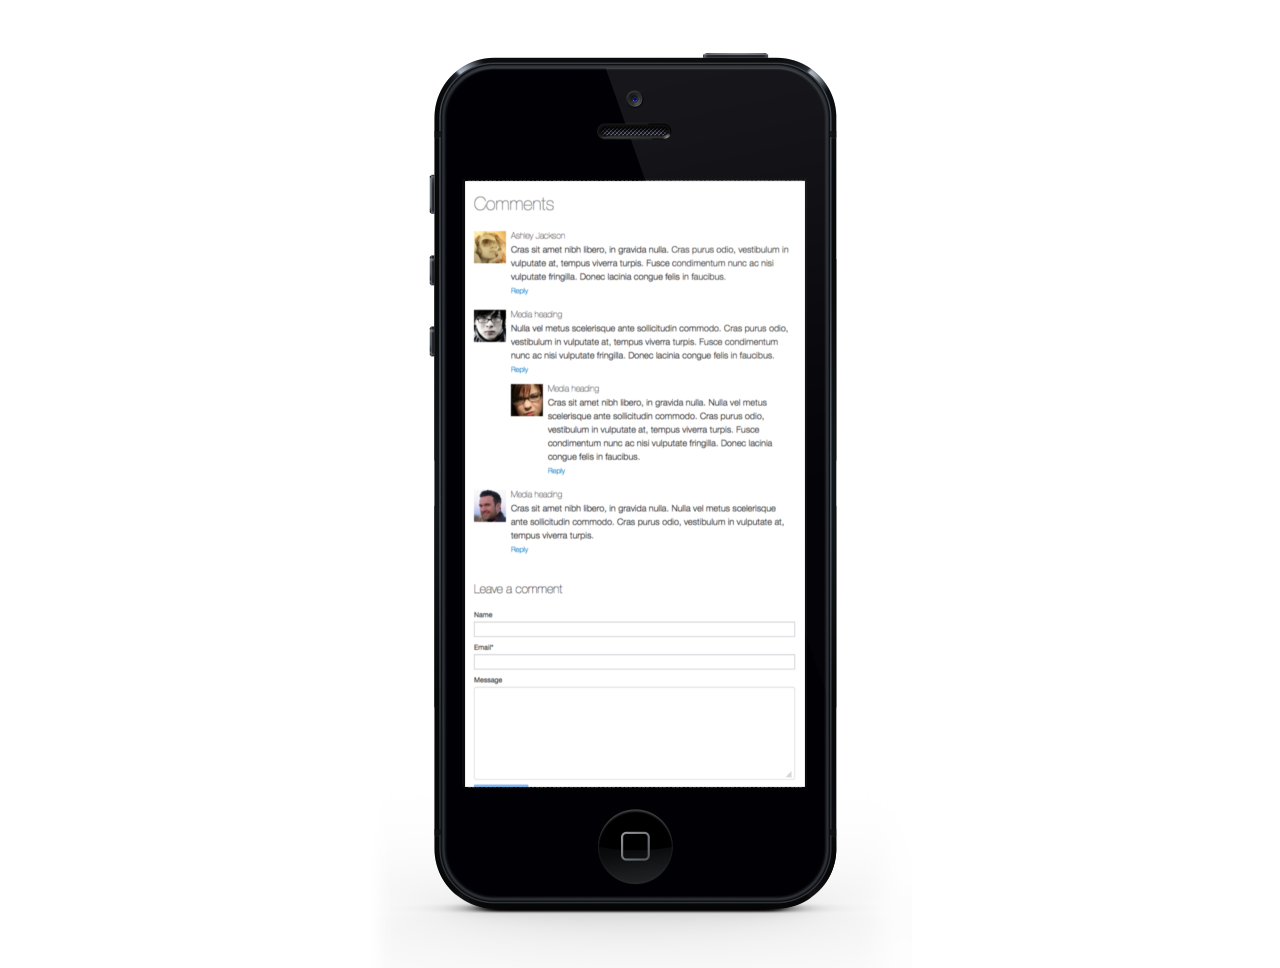 Comments
Ashley Jackson
Cras sit amet nibh libero, in gravida nulla. Cras purus odio, vestibulum in
vulputate at, tempus viverra turpis. Fusce condimentum nunc ac nisi
vulputate fringilla. Donec lacinia congue felis in faucibus.
Reply
Media heading
Nulla vel metus scelerisque ante sollicitudin commodo. Cras purus odio,
vestibulum in vulputate at, tempus viverra turpis. Fusce condimentum
nunc ac nisi vulputate fringilla. Donec lacinia congue felis in faucibus.
Reply
Media heading
Cras sit amet nibh libero, in gravida nulla. Nulla vel metus
scelerisque ante sollicitudin commodo. Cras purus odio,
vestibulum in vulputate at, tempus viverra turpis. Fusce
condimentum nunc ac nisi vulputate fringilla. Donec lacinia
congue felis in faucibus.
Reply
Media heading
Cras sit amet nibh libero, in gravida nulla. Nulla vel metus scelerisque
ante sollicitudin commodo. Cras purus odio, vestibulum in vulputate at,
tempus viverra turpis.
Reply
Leave a comment
Name
Email*
Message